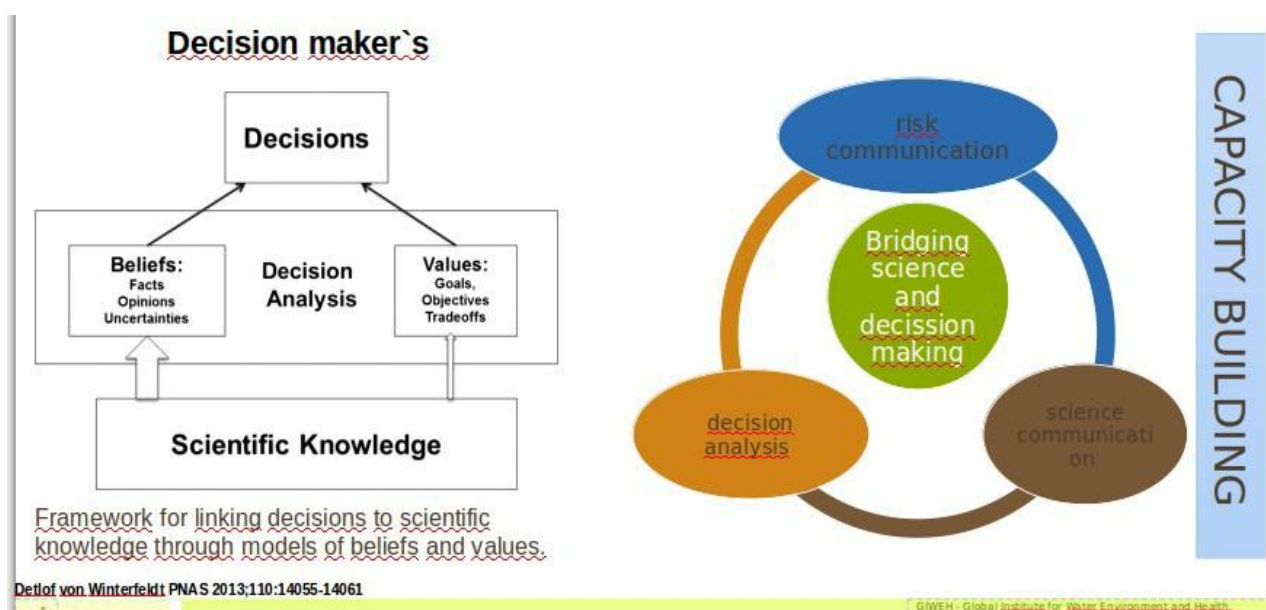 Decision maker`s
Decisions
Beliefs:
Facts
Opinions
Uncertainties
Decision
Analysis
Values:
Goals,
Objectives
Tradeoffs
Scientific Knowledge
Framework for linking decisions to scientific
knowledge through models of beliefs and values.
Detlof von Winterfeldt PNAS 2013;110:14055-14061
risk
communication
Bridging
science
and
decission
making
decision
analysis
science
communicati
on
CAPACITY BUILDING
GIWEH - Global Institute for Water Environment and Health.